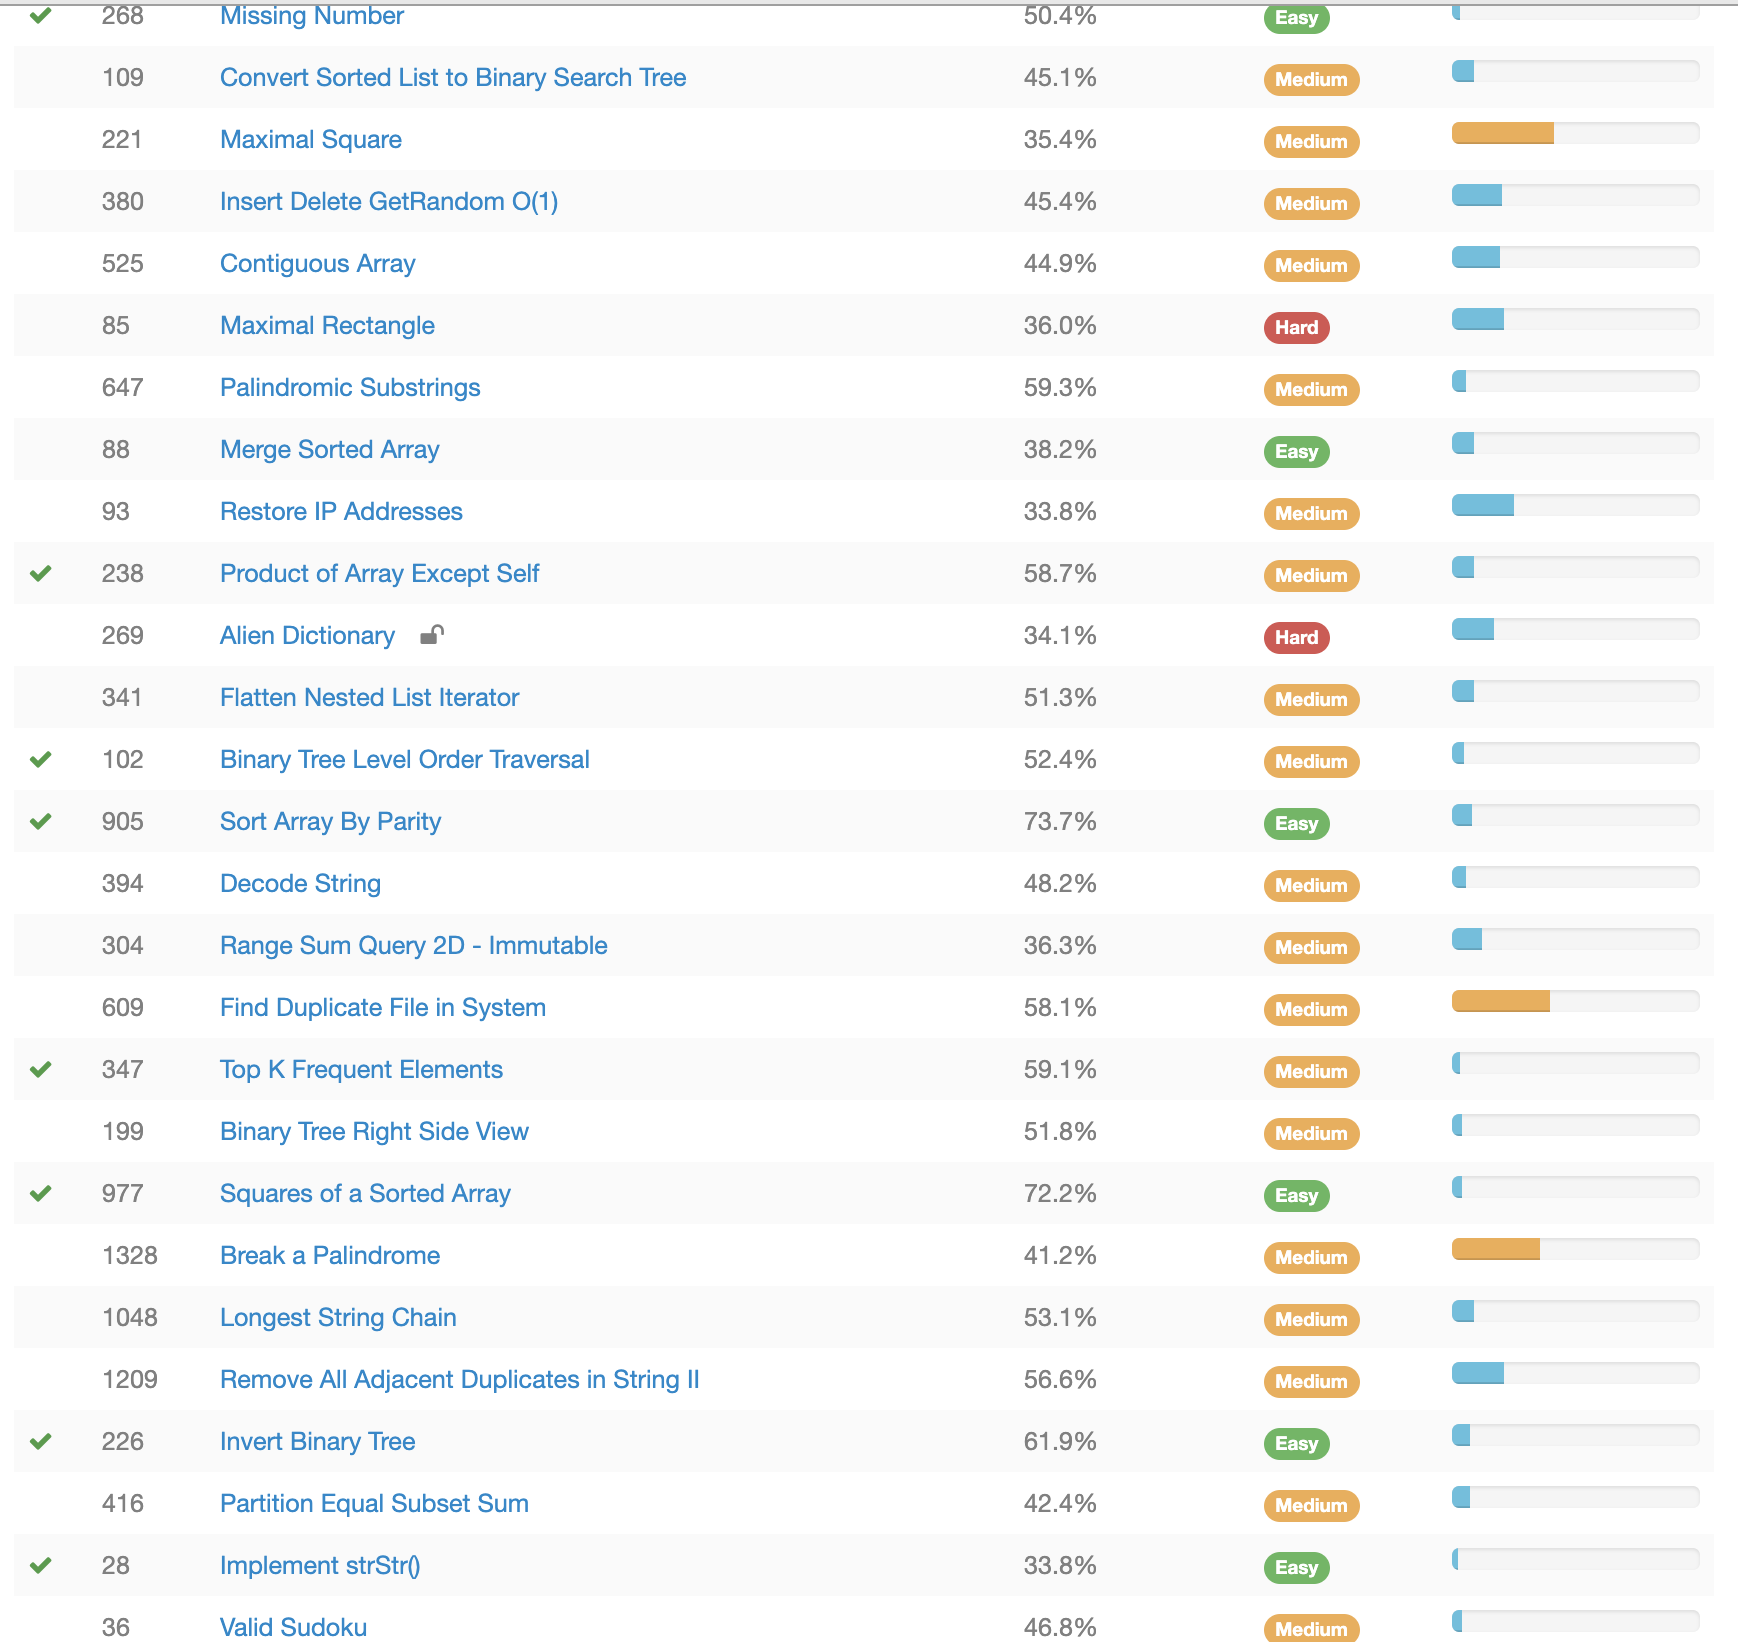 268 Missing Number 50.4% Easy
109 Convert Sorted List to Binary Search Tree 45.1% Medium
221 Maximal Square 35.4% Medium
380 Insert Delete GetRandom O(1) 45.4% Medium
525 Contiguous Array 44.9% Medium
85 Maximal Rectangle 36.0% Hard
647 Palindromic Substrings 59.3% Medium
88 Merge Sorted Array 38.2% Easy
93 Restore IP Addresses 33.8% Medium
238 Product of Array Except Self 58.7% Medium
269 Alien Dictionary 34.1% Hard
341 Flatten Nested List Iterator 51.3% Medium
102 Binary Tree Level Order Traversal 52.4% Medium
905 Sort Array By Parity 73.7% Easy
394 Decode String 48.2% Medium
304 Range Sum Query 2D - Immutable 36.3% Medium
609 Find Duplicate File in System 58.1% Medium
347 Top K Frequent Elements 59.1% Medium
199 Binary Tree Right Side View 51.8% Medium
977 Squares of a Sorted Array 72.2% Easy
1328 Break a Palindrome 41.2% Medium
1048 Longest String Chain 53.1% Medium
1209 Remove All Adjacent Duplicates in String II 56.6% Medium
226 Invert Binary Tree 61.9% Easy
416 Partition Equal Subset Sum 42.4% Medium
28 Implement strStr() 33.8% Easy
36 Valid Sudoku 46.8% Medium